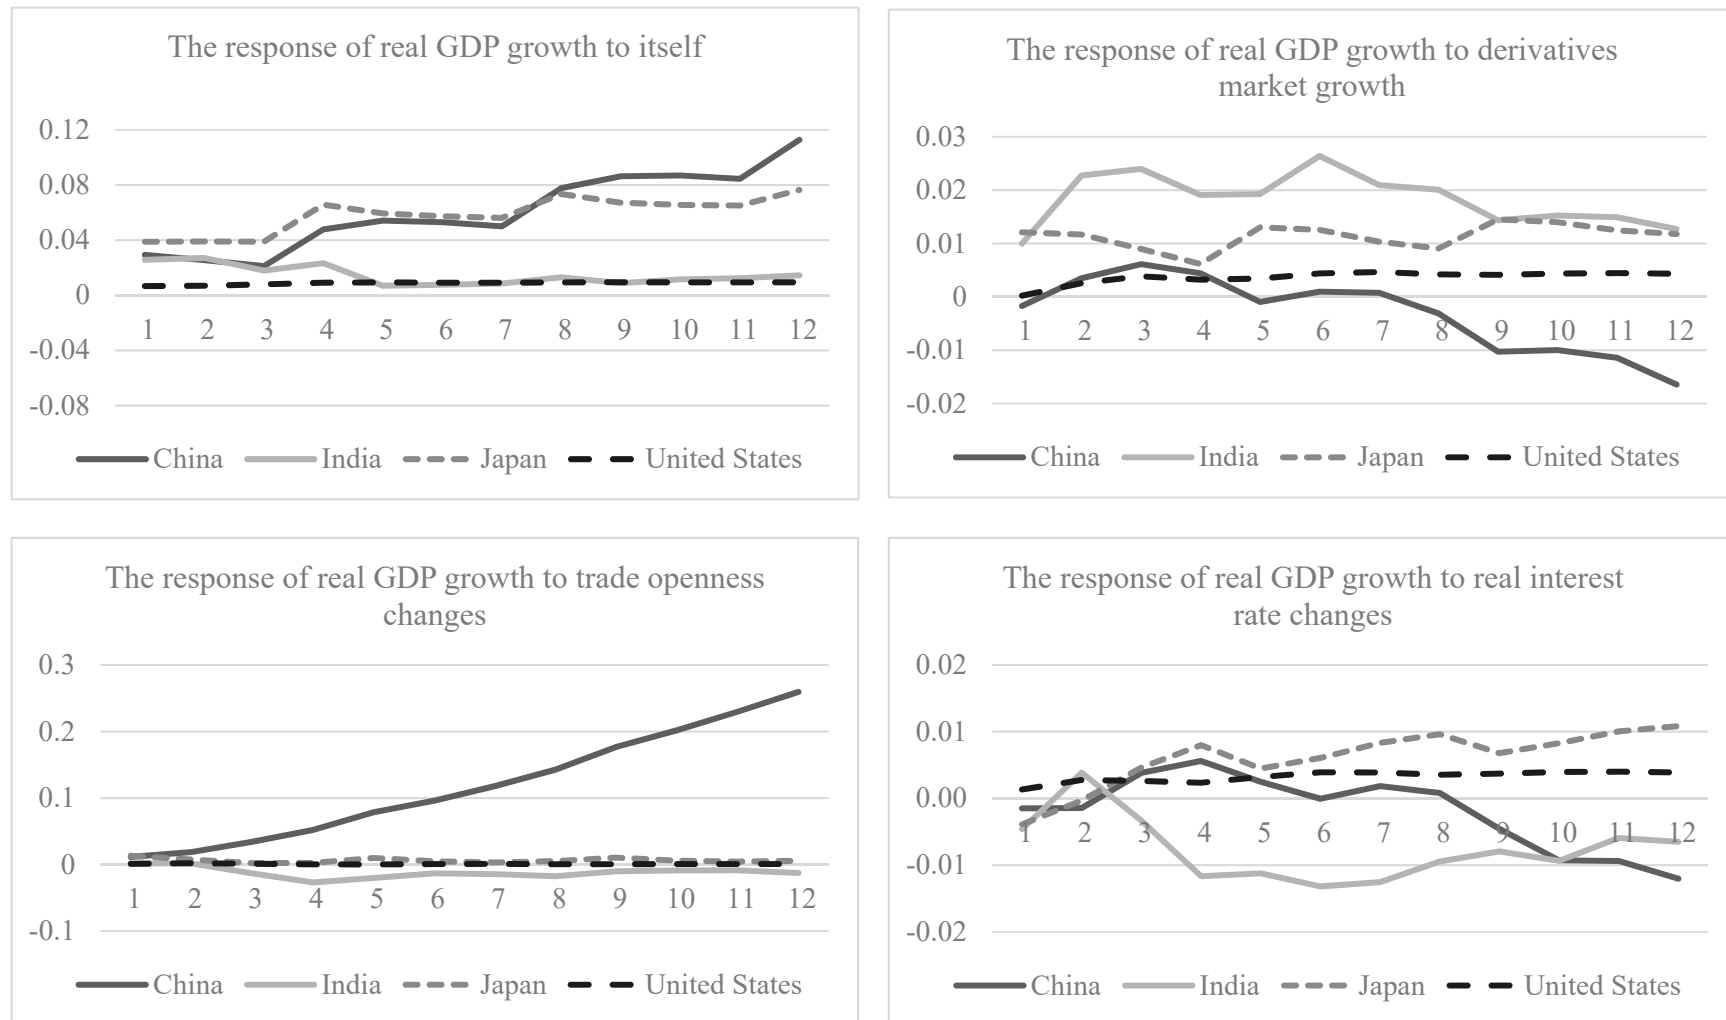 The response of real GDP growth to itself
0.12
0.08
0.04
0
-0.04
-0.08
1 2 3 4 5 6 7 8 9 10 11 12
China India Japan United States
The response of real GDP growth to derivatives
market growth
0.03
0.02
0.01
0
-0.01
-0.02
1 2 3 4 5 6 7 8 9 10 11 12
China India Japan United States
The response of real GDP growth to trade openness
changes
0.3
0.2
0.1
0
-0.1
1 2 3 4 5 6 7 8 9 10 11 12
China India Japan United States
The response of real GDP growth to real interest
rate changes
0.02
0.01
0.00
-0.01
-0.02
1 2 3 4 5 6 7 8 9 10 11 12
China India Japan United States